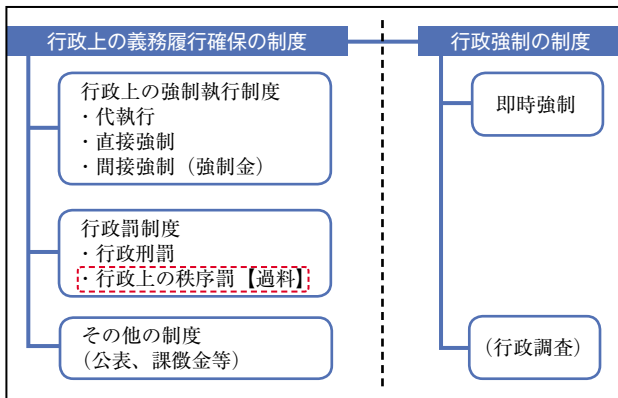 行政上の義務履行確保の制度
行政上の強制執行制度
・代執行
・直接強制
・間接強制（強制金）
行政罰制度
・行政刑罰
・行政上の秩序罰【過料】
その他の制度
（公表、課徴金等）
行政強制の制度
即時強制
（行政調査）